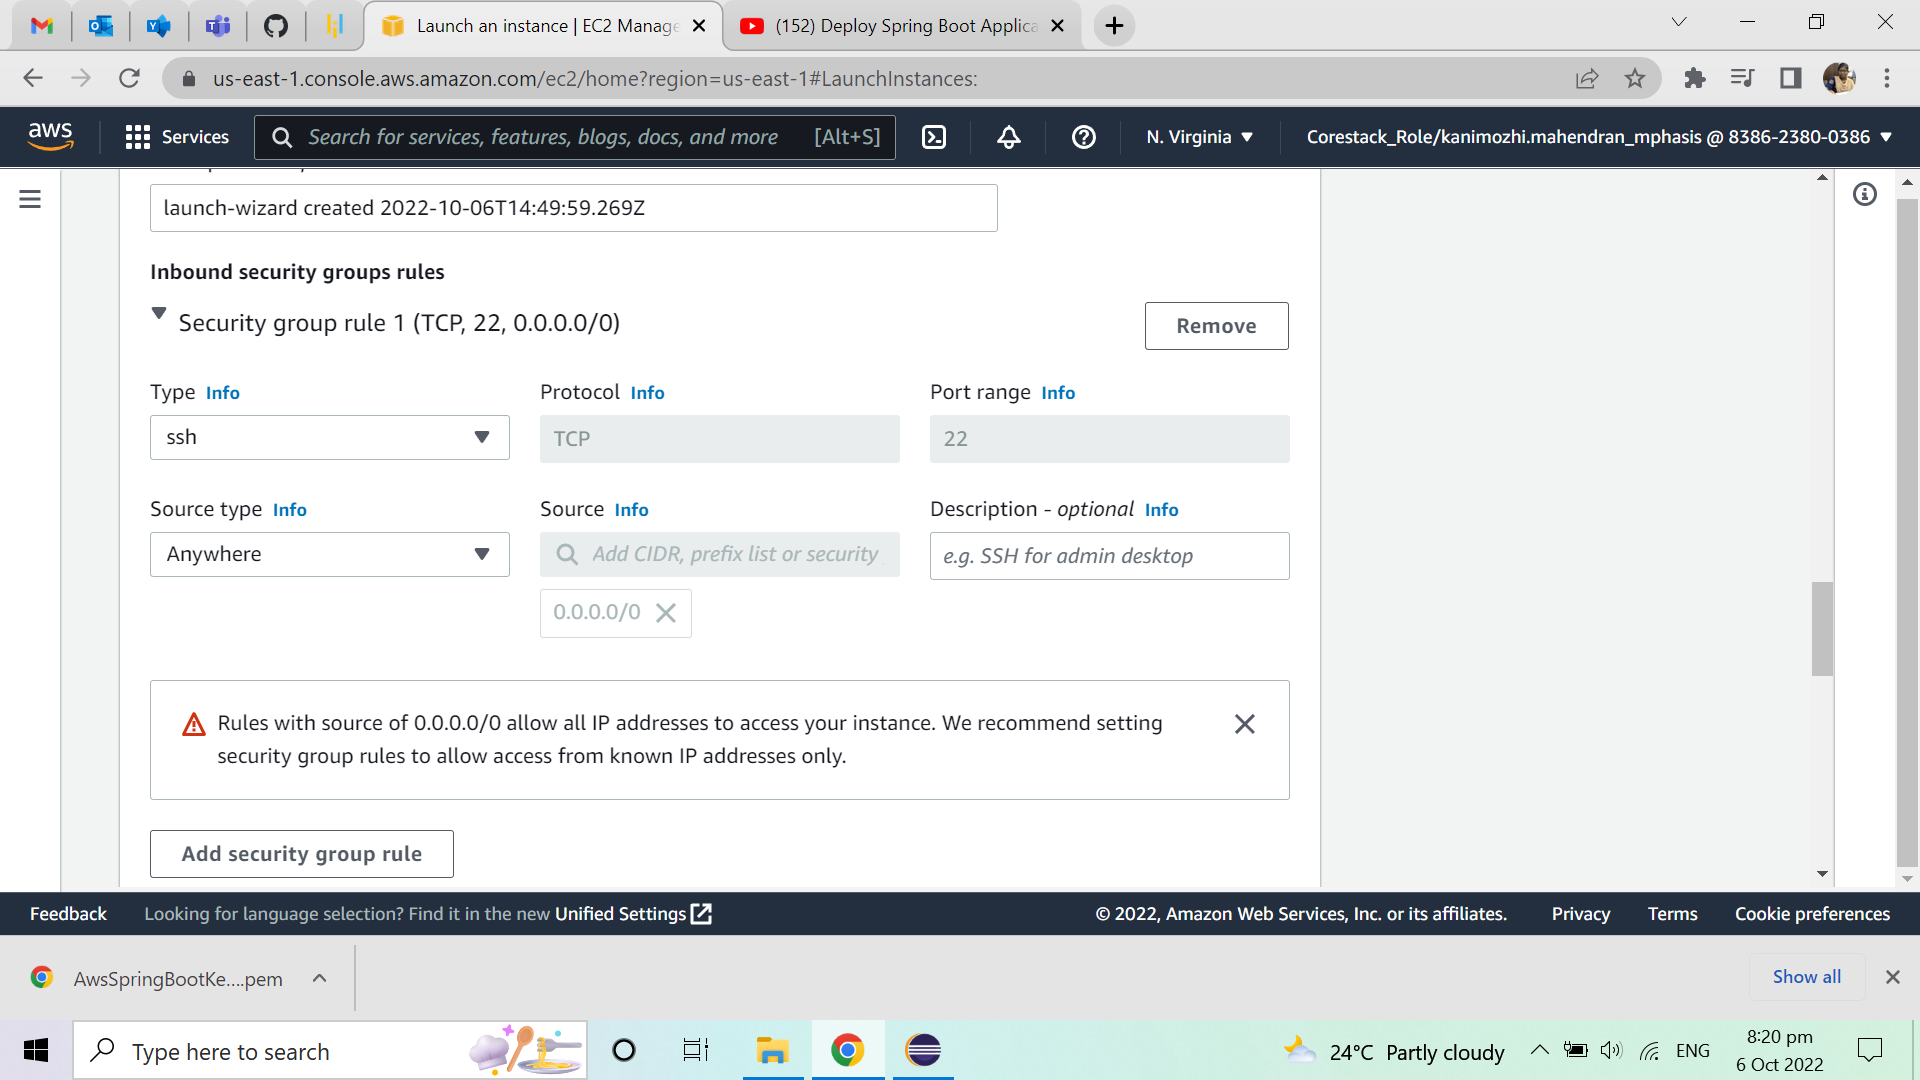 Launch an instance | EC2 Manage
(152) Deploy Spring Boot Applica
us-east-1.console.aws.amazon.com/ec2/home?region=us-east-1#LaunchInstances:
aws
Services
Search for services, features, blogs, docs, and more
[Alt+S]
N. Virginia
Corestack_Role/kanimozhi.mahendran_mphasis @ 8386-2380-0386
launch-wizard created 2022-10-06T14:49:59.269Z
Inbound security groups rules
Security group rule 1 (TCP, 22, 0.0.0.0/0)
Remove
Type Info
Protocol Info
Port range Info
ssh
TCP
22
Source type Info
Source Info
Description - optional Info
Anywhere
Add CIDR, prefix list or security
e.g. SSH for admin desktop
0.0.0.0/0
Rules with source of 0.0.0.0/0 allow all IP addresses to access your instance. We recommend setting
security group rules to allow access from known IP addresses only.
Add security group rule
Feedback
Looking for language selection? Find it in the new Unified Settings
© 2022, Amazon Web Services, Inc. or its affiliates.
Privacy
Terms
Cookie preferences
AwsSpringBootKe....pem
Show all
Type here to search
24°C Partly cloudy
ENG
8:20 pm
6 Oct 2022